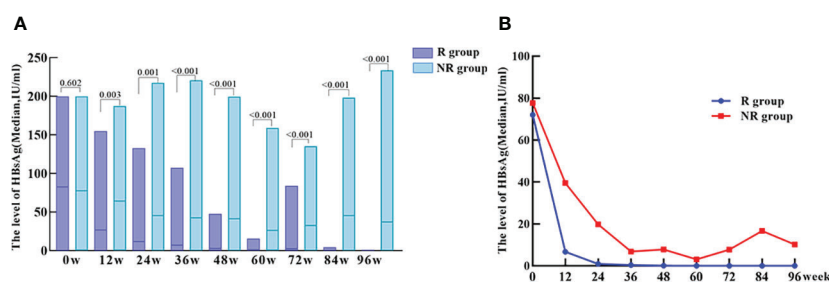 A
The level of HBsAg(Median,IU/ml)
250
200
150
100
50
0
0.602
0.003
0.001
<0.001
<0.001
<0.001
<0.001
<0.001
<0.001
R group
NR group
0w 12w 24w 36w 48w 60w 72w 84w 96w
B
The level of HBsAg(Median,IU/ml)
100
80
60
40
20
0
R group
NR group
0 12 24 36 48 60 72 84 96 week